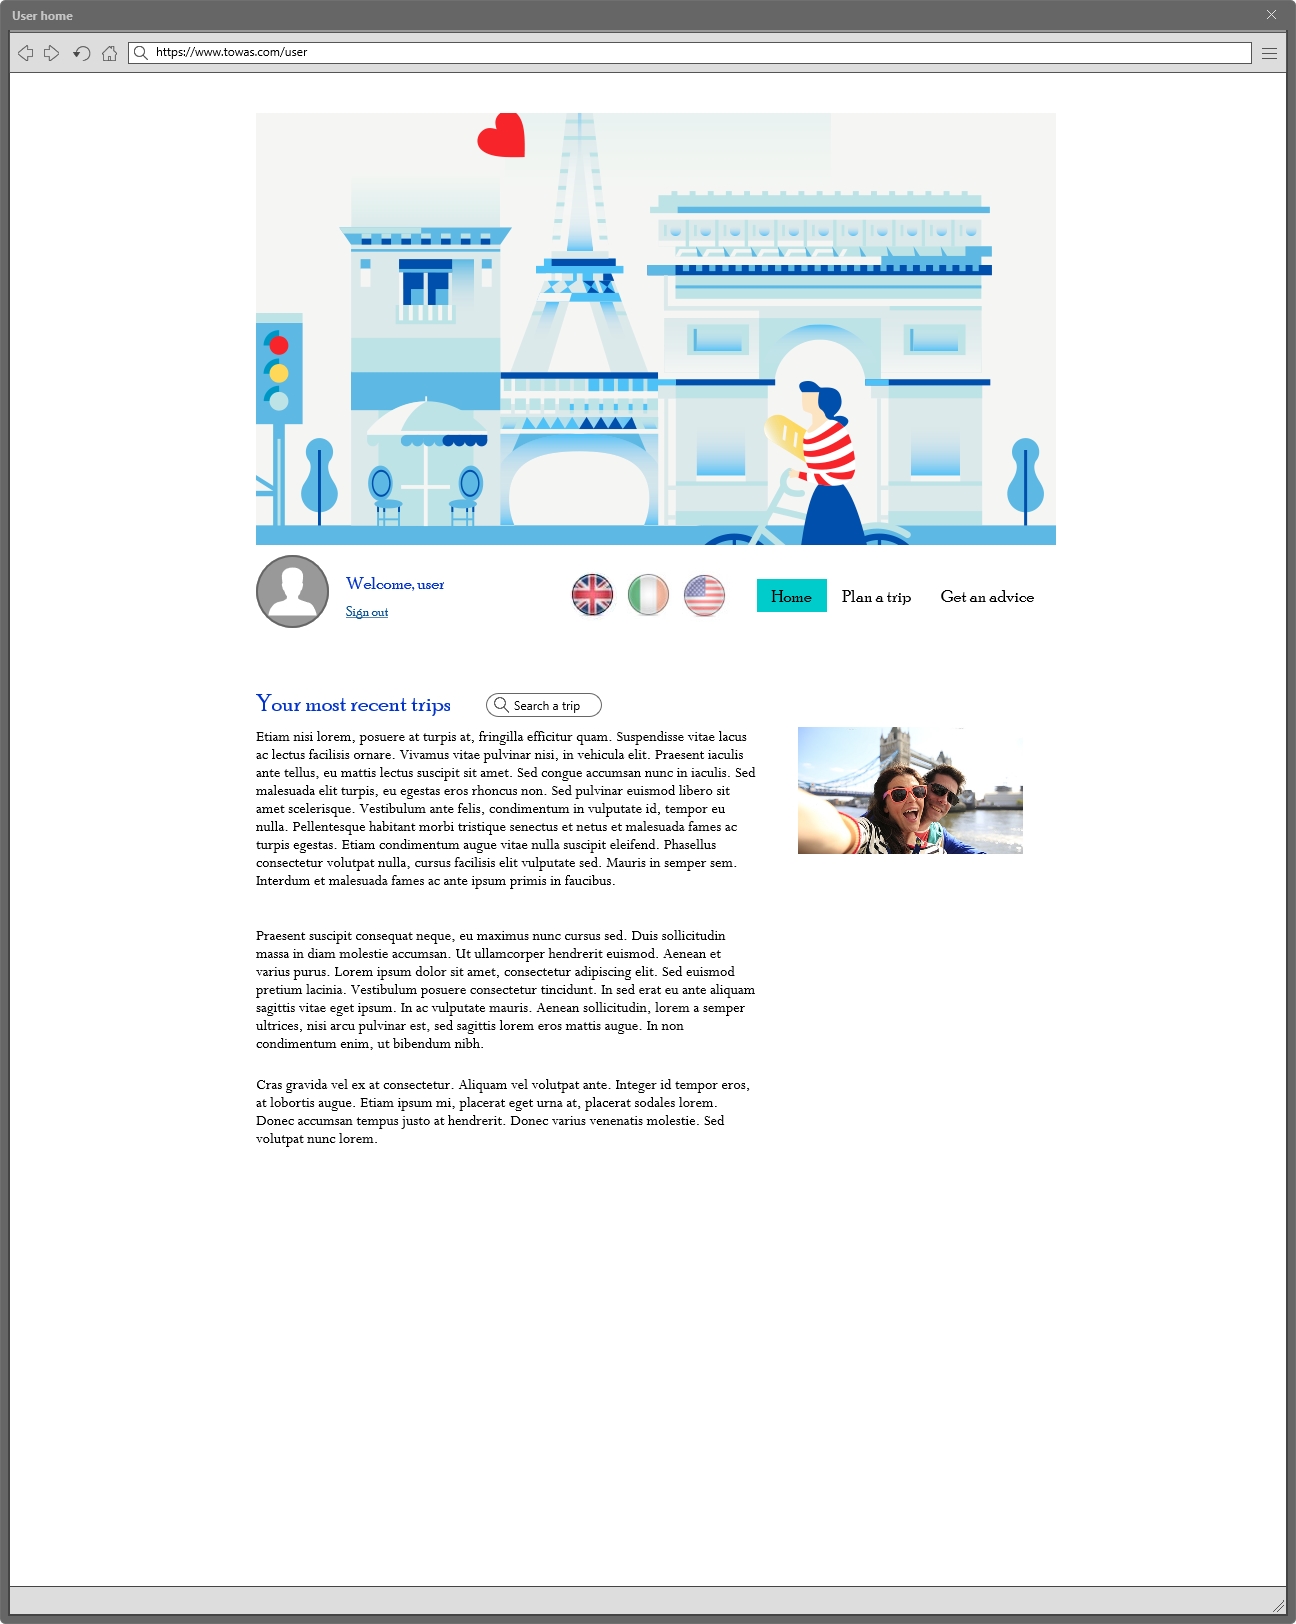 User home
https://www.towas.com/user
Welcome, user
Sign out
Home
Plan a trip
Get an advice
Your most recent trips
Search a trip
Etiam nisi lorem, posuere at turpis at, fringilla efficitur quam. Suspendisse vitae lacus
ac lectus facilisis ornare. Vivamus vitae pulvinar nisi, in vehicula elit. Praesent iaculis
ante tellus, eu mattis lectus suscipit sit amet. Sed congue accumsan nunc in iaculis. Sed
malesuada elit turpis, eu egestas eros rhoncus non. Sed pulvinar euismod libero sit
amet scelerisque. Vestibulum ante felis, condimentum in vulputate id, tempor eu
nulla. Pellentesque habitant morbi tristique senectus et netus et malesuada fames ac
turpis egestas. Etiam condimentum augue vitae nulla suscipit eleifend. Phasellus
consectetur volutpat nulla, cursus facilisis elit vulputate sed. Mauris in semper sem.
Interdum et malesuada fames ac ante ipsum primis in faucibus.
Praesent suscipit consequat neque, eu maximus nunc cursus sed. Duis sollicitudin
massa in diam molestie accumsan. Ut ullamcorper hendrerit euismod. Aenean et
varius purus. Lorem ipsum dolor sit amet, consectetur adipiscing elit. Sed euismod
pretium lacinia. Vestibulum posuere consectetur tincidunt. In sed erat eu ante aliquam
sagittis vitae eget ipsum. In ac vulputate mauris. Aenean sollicitudin, lorem a semper
ultrices, nisi arcu pulvinar est, sed sagittis lorem eros mattis augue. In non
condimentum enim, ut bibendum nibh.
Cras gravida vel ex at consectetur. Aliquam vel volutpat ante. Integer id tempor eros,
at lobortis augue. Etiam ipsum mi, placerat eget urna at, placerat sodales lorem.
Donec accumsan tempus justo at hendrerit. Donec varius venenatis molestie. Sed
volutpat nunc lorem.